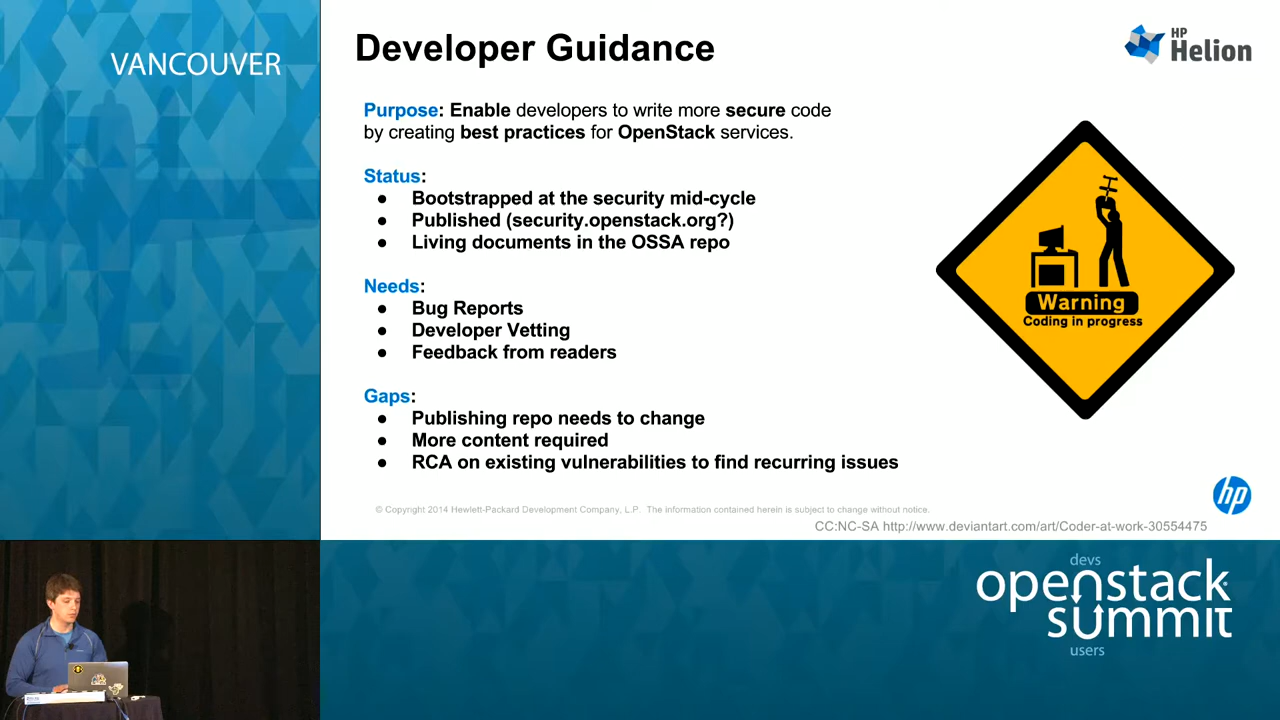 VANCOUVER
Developer Guidance
HP
Helion
Purpose: Enable developers to write more secure code
by creating best practices for OpenStack services.
Status:
● Bootstrapped at the security mid-cycle
● Published (security.openstack.org?)
● Living documents in the OSSA repo
Needs:
● Bug Reports
● Developer Vetting
● Feedback from readers
Gaps:
● Publishing repo needs to change
● More content required
● RCA on existing vulnerabilities to find recurring issues
Warning
Coding in progress
hp
© Copyright 2014 Hewlett-Packard Development Company, L.P. The information contained herein is subject to change without notice.
CC:NC-SA http://www.deviantart.com/art/Coder-at-work-30554475
devs
openstack
summit
users